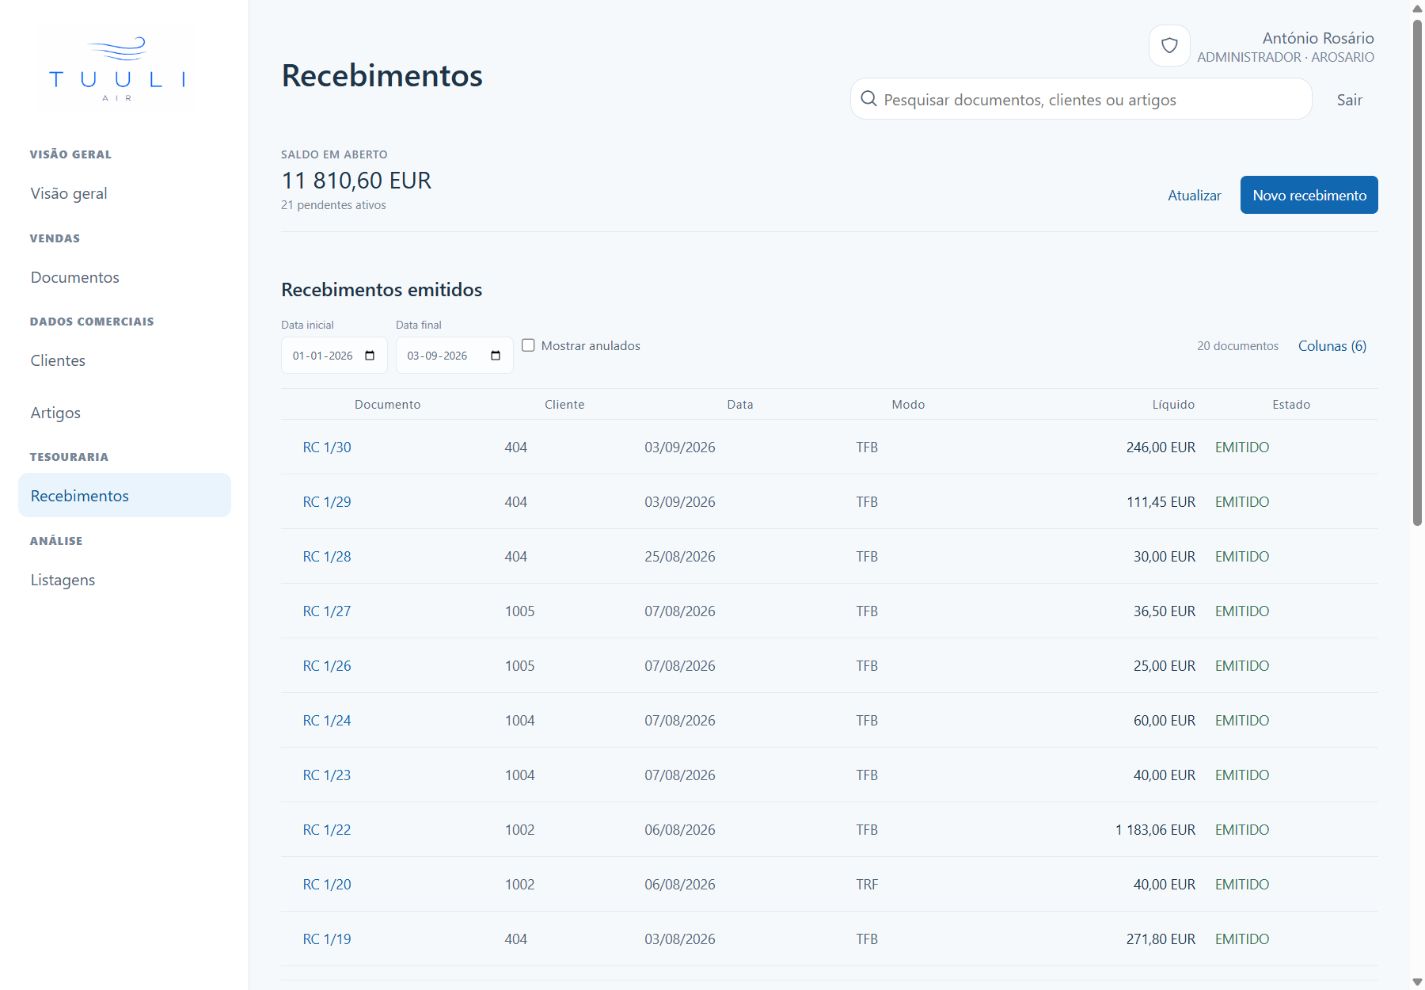 TUULI
AIR
VISÃO GERAL
Visão geral
VENDAS
Documentos
DADOS COMERCIAIS
Clientes
Artigos
TESOURARIA
Recebimentos
ANÁLISE
Listagens
Recebimentos
António Rosário
ADMINISTRADOR · AROSARIO
Pesquisar documentos, clientes ou artigos
Sair
SALDO EM ABERTO
11 810,60 EUR
21 pendentes ativos
Atualizar
Novo recebimento
Recebimentos emitidos
Data inicial Data final
01-01-2026 03-09-2026 Mostrar anulados 20 documentos Colunas (6)
Documento Cliente Data Modo Líquido Estado
RC 1/30 404 03/09/2026 TFB 246,00 EUR EMITIDO
RC 1/29 404 03/09/2026 TFB 111,45 EUR EMITIDO
RC 1/28 404 25/08/2026 TFB 30,00 EUR EMITIDO
RC 1/27 1005 07/08/2026 TFB 36,50 EUR EMITIDO
RC 1/26 1005 07/08/2026 TFB 25,00 EUR EMITIDO
RC 1/24 1004 07/08/2026 TFB 60,00 EUR EMITIDO
RC 1/23 1004 07/08/2026 TFB 40,00 EUR EMITIDO
RC 1/22 1002 06/08/2026 TFB 1 183,06 EUR EMITIDO
RC 1/20 1002 06/08/2026 TRF 40,00 EUR EMITIDO
RC 1/19 404 03/08/2026 TFB 271,80 EUR EMITIDO